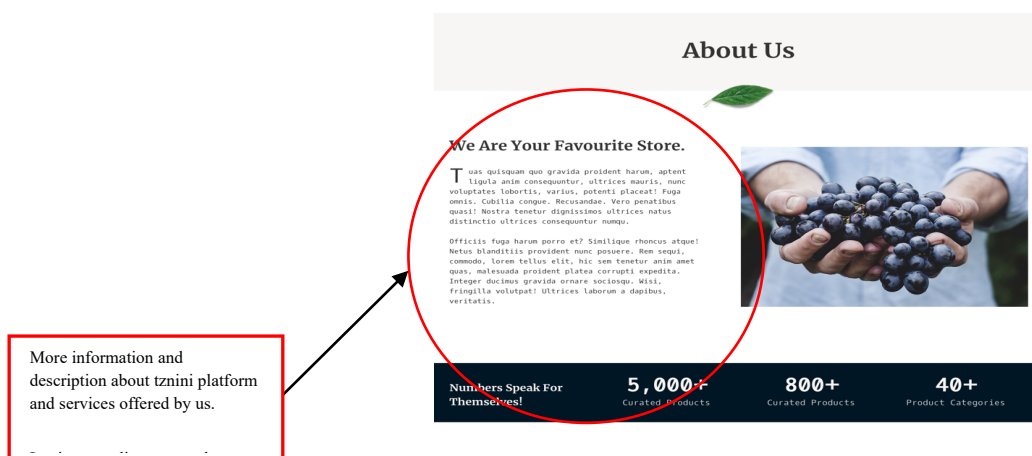 About Us
We Are Your Favourite Store.
Tuas quisquam quo gravida proident harum, aptent
ligula anim consequuntur, ultrices mauris, nunc
voluptates lobortis, varius, potenti placeat! Fuga
omnis. Cubilia congue. Recusandae. Vero penatibus
quasi! Nostra tenetur dignissimos ultrices natus
distinctio ultrices consequuntur numqu.
Officiis fuga harum porro et? Similique rhoncus atque!
Netus blanditiis provident nunc posuere. Rem sequi,
commodo, lorem tellus elit, hic sem tenetur anim amet
quas, malesuada proident platea corrupti expedita.
Integer ducimus gravida ornare sociosqu. Wisi,
fringilla volutpat! Ultrices laborum a dapibus,
veritatis.
More information and
description about tznini platform
and services offered by us.
Numbers Speak For
Themselves!
5,000+
Curated Products
800+
Curated Products
40+
Product Categories